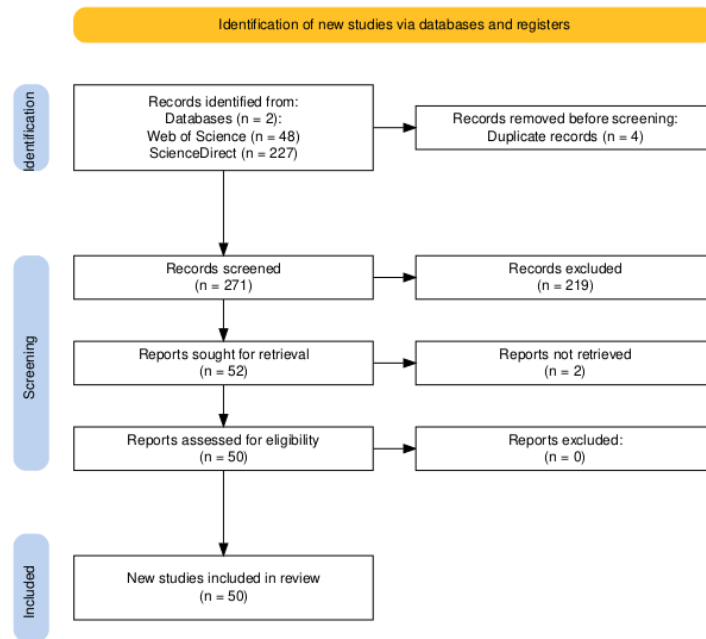 Identification of new studies via databases and registers
Identification
Records identified from:
Databases (n = 2):
Web of Science (n = 48)
ScienceDirect (n = 227)
Records removed before screening:
Duplicate records (n = 4)
Screening
Records screened
(n = 271)
Records excluded
(n = 219)
Reports sought for retrieval
(n = 52)
Reports not retrieved
(n = 2)
Reports assessed for eligibility
(n = 50)
Reports excluded:
(n = 0)
Included
New studies included in review
(n = 50)